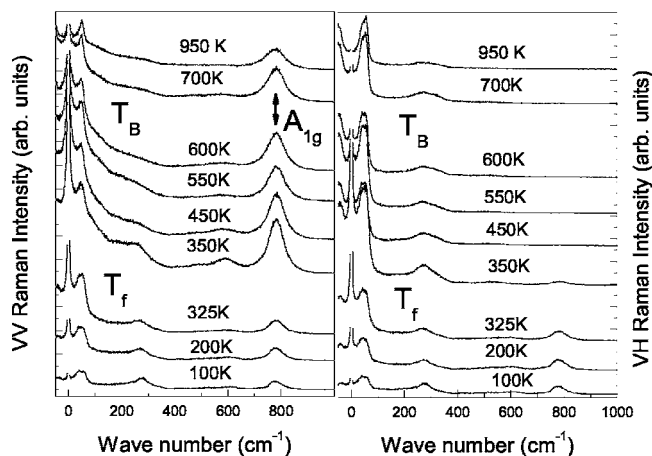 VV Raman Intensity (arb. units)
950 K
700K
T_B
A_1g
600K
550K
450K
350K
T_f
325K
200K
100K
0 200 400 600 800
Wave number (cm⁻¹)
950 K
700K
T_B
600K
550K
450K
350K
T_f
325K
200K
100K
0 200 400 600 800 1000
Wave number (cm⁻¹)
VH Raman Intensity (arb. units)